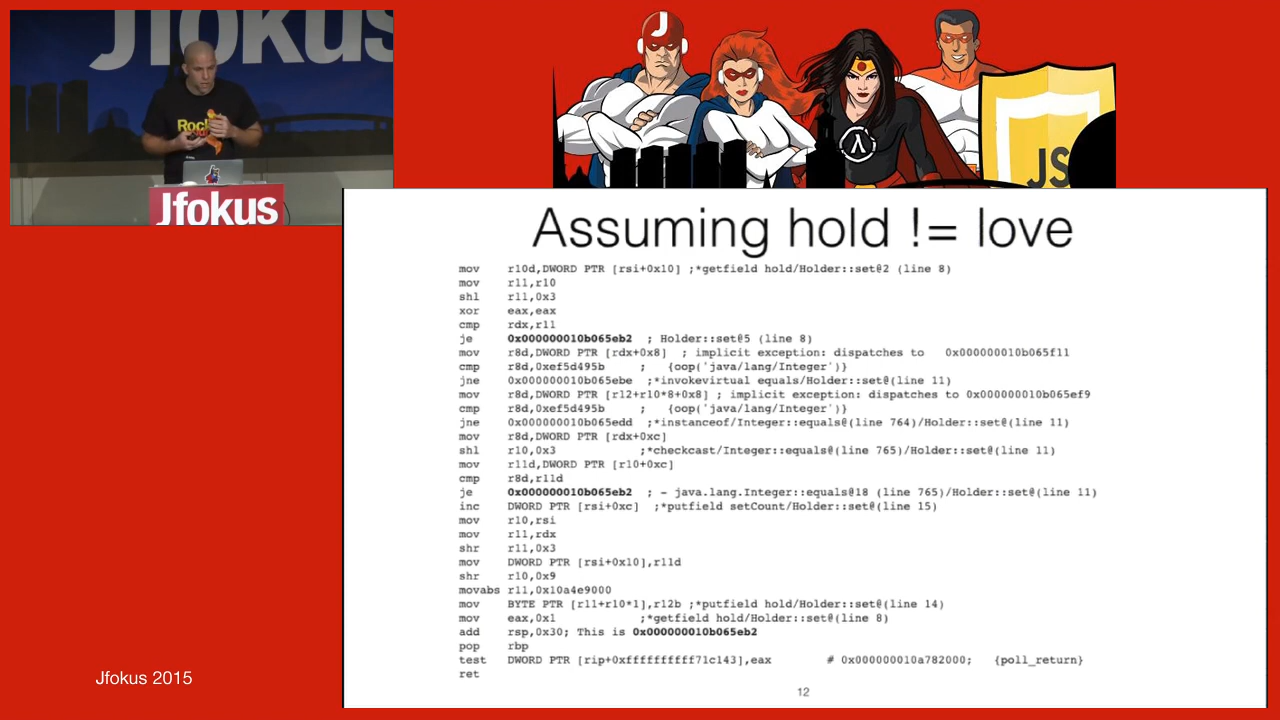 Jfokus
Rock
Jfokus
J
JS
Assuming hold != love
mov r10d,DWORD PTR [rsi+0x10] ;*getfield hold/Holder::set@2 (line 8)
mov r11,r10
shl r11,0x3
xor eax,eax
cmp rdx,r11
je 0x000000010b065eb2 ; Holder::set@5 (line 8)
mov r8d,DWORD PTR [rdx+0x8] ; implicit exception: dispatches to 0x000000010b065f11
cmp r8d,0xef5d495b ; {oop('java/lang/Integer')}
jne 0x000000010b065ebe ;*invokevirtual equals/Holder::set@(line 11)
mov r8d,DWORD PTR [r12+r10*8+0x8] ; implicit exception: dispatches to 0x000000010b065ef9
cmp r8d,0xef5d495b ; {oop('java/lang/Integer')}
jne 0x000000010b065edd ;*instanceof/Integer::equals@(line 764)/Holder::set@(line 11)
mov r8d,DWORD PTR [rdx+0xc]
shl r10,0x3 ;*checkcast/Integer::equals@(line 765)/Holder::set@(line 11)
mov r11d,DWORD PTR [r10+0xc]
cmp r8d,r11d
je 0x000000010b065eb2 ; - java.lang.Integer::equals@18 (line 765)/Holder::set@(line 11)
inc DWORD PTR [rsi+0xc] ;*putfield setCount/Holder::set@(line 15)
mov r10,rsi
mov r11,rdx
shr r11,0x3
mov DWORD PTR [rsi+0x10],r11d
shr r10,0x9
movabs r11,0x10a4e9000
mov BYTE PTR [r11+r10*1],r12b ;*putfield hold/Holder::set@(line 14)
mov eax,0x1 ;*getfield hold/Holder::set@(line 8)
add rsp,0x30; This is 0x000000010b065eb2
pop rbp
test DWORD PTR [rip+0xffffffffff71c143],eax # 0x000000010a782000; {poll_return}
ret
12
Jfokus 2015